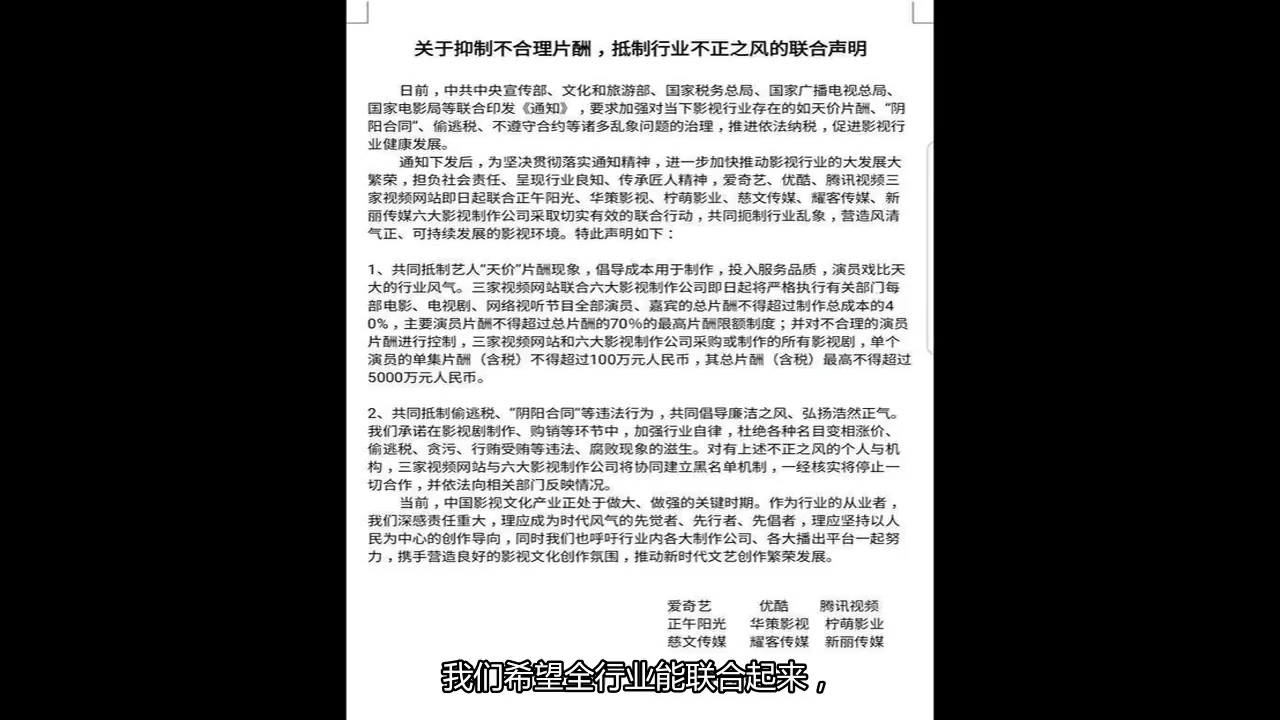 关于抑制不合理片酬，抵制行业不正之风的联合声明
日前，中共中央宣传部、文化和旅游部、国家税务总局、国家广播电视总局、
国家电影局等联合印发《通知》，要求加强对当下影视行业存在的如天价片酬、“阴
阳合同”、偷逃税、不遵守合约等诸多乱象问题的治理，推进依法纳税，促进影视行
业健康发展。
通知下发后，为坚决贯彻落实通知精神，进一步加快推动影视行业的大发展大
繁荣，担负社会责任、呈现行业良知、传承匠人精神，爱奇艺、优酷、腾讯视频三
家视频网站即日起联合正午阳光、华策影视、柠萌影业、慈文传媒、耀客传媒、新
丽传媒六大影视制作公司采取切实有效的联合行动，共同扼制行业乱象，营造风清
气正、可持续发展的影视环境。特此声明如下：
1、共同抵制艺人“天价”片酬现象，倡导成本用于制作，投入服务品质，演员戏比天
大的行业风气。三家视频网站联合六大影视制作公司即日起将严格执行有关部门每
部电影、电视剧、网络视听节目全部演员、嘉宾的总片酬不得超过制作总成本的4
0%，主要演员片酬不得超过总片酬的70%的最高片酬限额制度；并对不合理的演员
片酬进行控制，三家视频网站和六大影视制作公司采购或制作的所有影视剧，单个
演员的单集片酬（含税）不得超过100万元人民币，其总片酬（含税）最高不得超过
5000万元人民币。
2、共同抵制偷逃税、“阴阳合同”等违法行为，共同倡导廉洁之风、弘扬浩然正气。
我们承诺在影视剧制作、购销等环节中，加强行业自律，杜绝各种名目变相涨价、
偷逃税、贪污、行贿受贿等违法、腐败现象的滋生。对有上述不正之风的个人与机
构，三家视频网站与六大影视制作公司将协同建立黑名单机制，一经核实将停止一
切合作，并依法向相关部门反映情况。
当前，中国影视文化产业正处于做大、做强的关键时期。作为行业的从业者，
我们深感责任重大，理应成为时代风气的先觉者、先行者、先倡者，理应坚持以人
民为中心的创作导向，同时我们也呼吁行业内各大制作公司、各大播出平台一起努
力，携手营造良好的影视文化创作氛围，推动新时代文艺创作繁荣发展。
爱奇艺 优酷 腾讯视频
正午阳光 华策影视 柠萌影业
慈文传媒 耀客传媒 新丽传媒
我们希望全行业能联合起来，